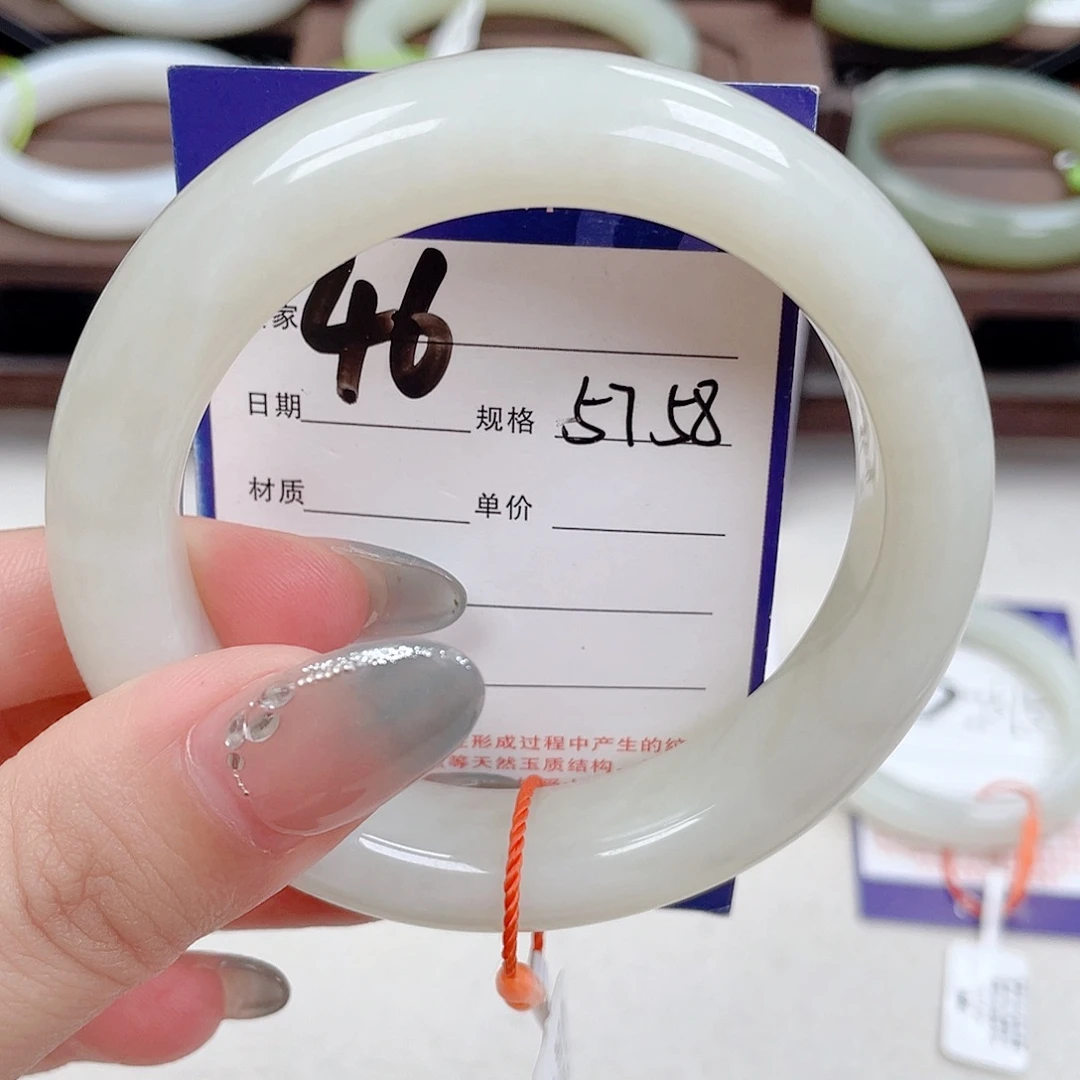 家 46
日期 规格 57 58
材质 单价
形成过程中产生的纹
等天然玉质结构